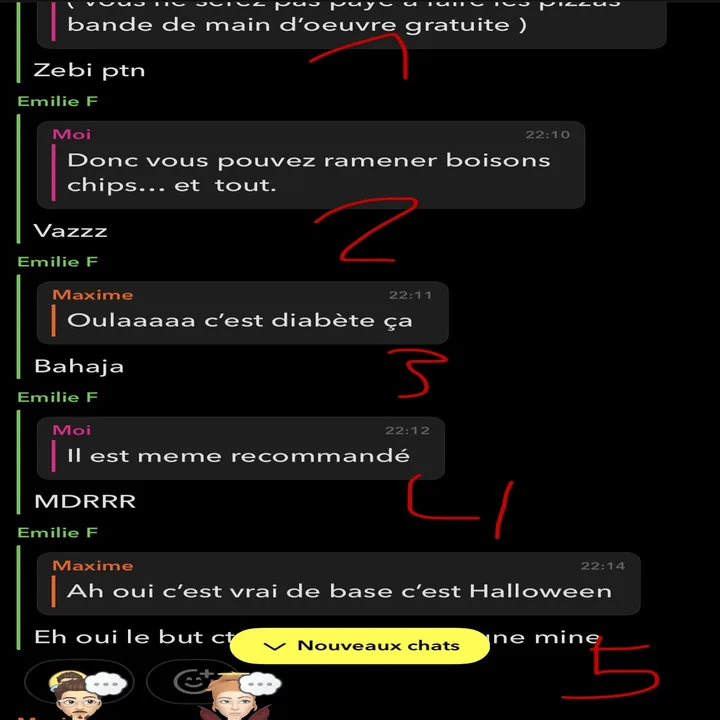 bande de main d'oeuvre gratuite )
1
Zebi ptn
Emilie F
Moi 22:10
Donc vous pouvez ramener boisons
chips... et tout.
2
Vazzz
Emilie F
Maxime 22:11
Oulaaaaa c'est diabète ça
Bahaja
3
Emilie F
Moi 22:12
Il est meme recommandé
MDRRR
4
Emilie F
Maxime 22:14
Ah oui c'est vrai de base c'est Halloween
Eh oui le but
Nouveaux chats
mine
5